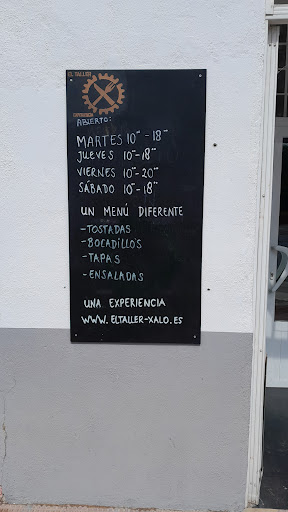 EL TALLER
EXPERIENCIA
ABIERTO:
MARTES 10⁰⁰-18⁰⁰
JUEVES 10⁰⁰-18⁰⁰
VIERNES 10⁰⁰-20⁰⁰
SÁBADO 10⁰⁰-18⁰⁰
UN MENÚ DIFERENTE
-TOSTADAS
-BOCADILLOS
-TAPAS
-ENSALADAS
UNA EXPERIENCIA
WWW.ELTALLER-XALO.ES